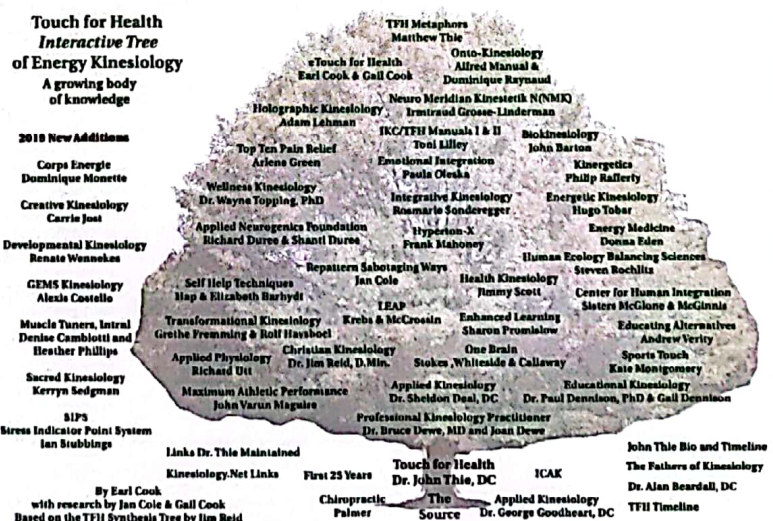 Touch for Health
Interactive Tree
of Energy Kinesiology
A growing body
of knowledge
2019 New Additions
Corps Energie
Dominique Monette
Creative Kinesiology
Carrie Jost
Developmental Kinesiology
Renate Wennekes
GEMS Kinesiology
Alexis Costello
Muscle Tuners, Intral
Denise Cambiotti and
Heather Phillips
Sacred Kinesiology
Kerryn Sedgman
SIPS
Stress Indicator Point System
Ian Stubbings
TFH Metaphors
Matthew Thie
Onto-Kinesiology
Alfred Manual &
Dominique Raynaud
eTouch for Health
Earl Cook & Gail Cook
Neuro Meridian Kinestetik N(NMK)
Irmtraud Grosse-Linderman
Holographic Kinesiology
Adam Lehman
IKC/TFH Manuals I & II
Toni Lilley
Biokinesiology
John Barton
Top Ten Pain Relief
Arlene Green
Emotional Integration
Paula Oleska
Kinergetics
Philip Rafferty
Wellness Kinesiology
Dr. Wayne Topping, PhD
Integrative Kinesiology
Rosmarie Sonderegger
Energetic Kinesiology
Hugo Tobar
Applied Neurogenics Foundation
Richard Duree & Shanti Duree
Hyperton-X
Frank Mahoney
Energy Medicine
Donna Eden
Human Ecology Balancing Sciences
Steven Rochlitz
Repattern Sabotaging Ways
Jan Cole
Self Help Techniques
Hap & Elizabeth Barhydt
Health Kinesiology
Jimmy Scott
Center for Human Integration
Sisters McGlone & McGinnis
LEAP
Krebs & McCrossin
Transformational Kinesiology
Grethe Fremming & Rolf Havsboel
Enhanced Learning
Sharon Promislow
Educating Alternatives
Andrew Verity
Applied Physiology
Richard Utt
Christian Kinesiology
Dr. Jim Reid, D.Min.
One Brain
Stokes ,Whiteside & Callaway
Sports Touch
Kate Montgomery
Maximum Athletic Performance
John Varun Maguire
Applied Kinesiology
Dr. Sheldon Deal, DC
Educational Kinesiology
Dr. Paul Dennison, PhD & Gail Dennison
Professional Kinesiology Practitioner
Dr. Bruce Dewe, MD and Joan Dewe
Links Dr. Thie Maintained
Kinesiology.Net Links
First 25 Years
Touch for Health
Dr. John Thie, DC
ICAK
John Thie Bio and Timeline
The Fathers of Kinesiology
Dr. Alan Beardall, DC
TFH Timeline
By Earl Cook
with research by Jan Cole & Gail Cook
Based on the TFH Synthesis Tree by Jim Reid
Chiropractic
Palmer
The
Source
Applied Kinesiology
Dr. George Goodheart, DC